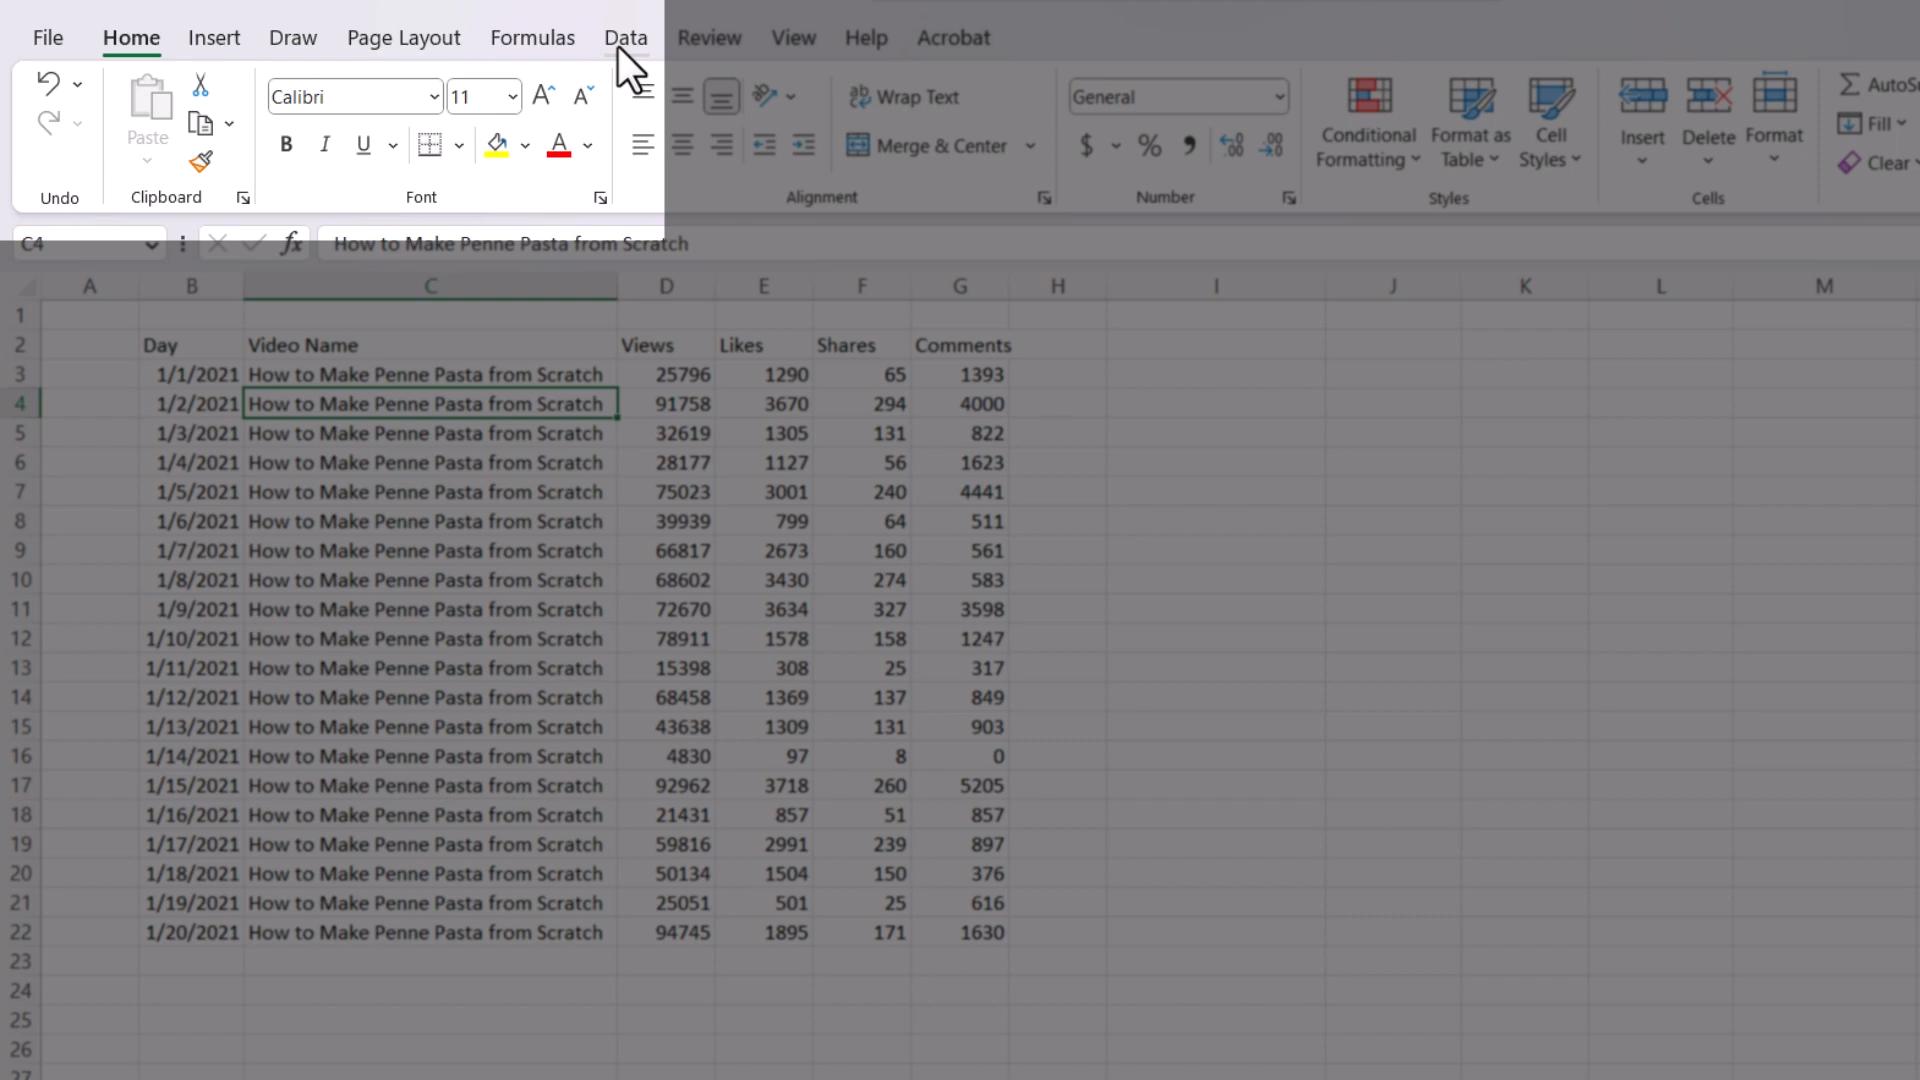 File Home Insert Draw Page Layout Formulas Data Review View Help Acrobat
Calibri 11 Wrap Text General
Paste Conditional Formatting Format as Table Cell Styles Insert Delete Format Fill
B I U A Merge & Center $ % Clear
Undo Clipboard Font Alignment Number Styles Cells
C4 fx How to Make Penne Pasta from Scratch
A B C D E F G H I J K L M
1
2 Day Video Name Views Likes Shares Comments
3 1/1/2021 How to Make Penne Pasta from Scratch 25796 1290 65 1393
4 1/2/2021 How to Make Penne Pasta from Scratch 91758 3670 294 4000
5 1/3/2021 How to Make Penne Pasta from Scratch 32619 1305 131 822
6 1/4/2021 How to Make Penne Pasta from Scratch 28177 1127 56 1623
7 1/5/2021 How to Make Penne Pasta from Scratch 75023 3001 240 4441
8 1/6/2021 How to Make Penne Pasta from Scratch 39939 799 64 511
9 1/7/2021 How to Make Penne Pasta from Scratch 66817 2673 160 561
10 1/8/2021 How to Make Penne Pasta from Scratch 68602 3430 274 583
11 1/9/2021 How to Make Penne Pasta from Scratch 72670 3634 327 3598
12 1/10/2021 How to Make Penne Pasta from Scratch 78911 1578 158 1247
13 1/11/2021 How to Make Penne Pasta from Scratch 15398 308 25 317
14 1/12/2021 How to Make Penne Pasta from Scratch 68458 1369 137 849
15 1/13/2021 How to Make Penne Pasta from Scratch 43638 1309 131 903
16 1/14/2021 How to Make Penne Pasta from Scratch 4830 97 8 0
17 1/15/2021 How to Make Penne Pasta from Scratch 92962 3718 260 5205
18 1/16/2021 How to Make Penne Pasta from Scratch 21431 857 51 857
19 1/17/2021 How to Make Penne Pasta from Scratch 59816 2991 239 897
20 1/18/2021 How to Make Penne Pasta from Scratch 50134 1504 150 376
21 1/19/2021 How to Make Penne Pasta from Scratch 25051 501 25 616
22 1/20/2021 How to Make Penne Pasta from Scratch 94745 1895 171 1630
23
24
25
26
27